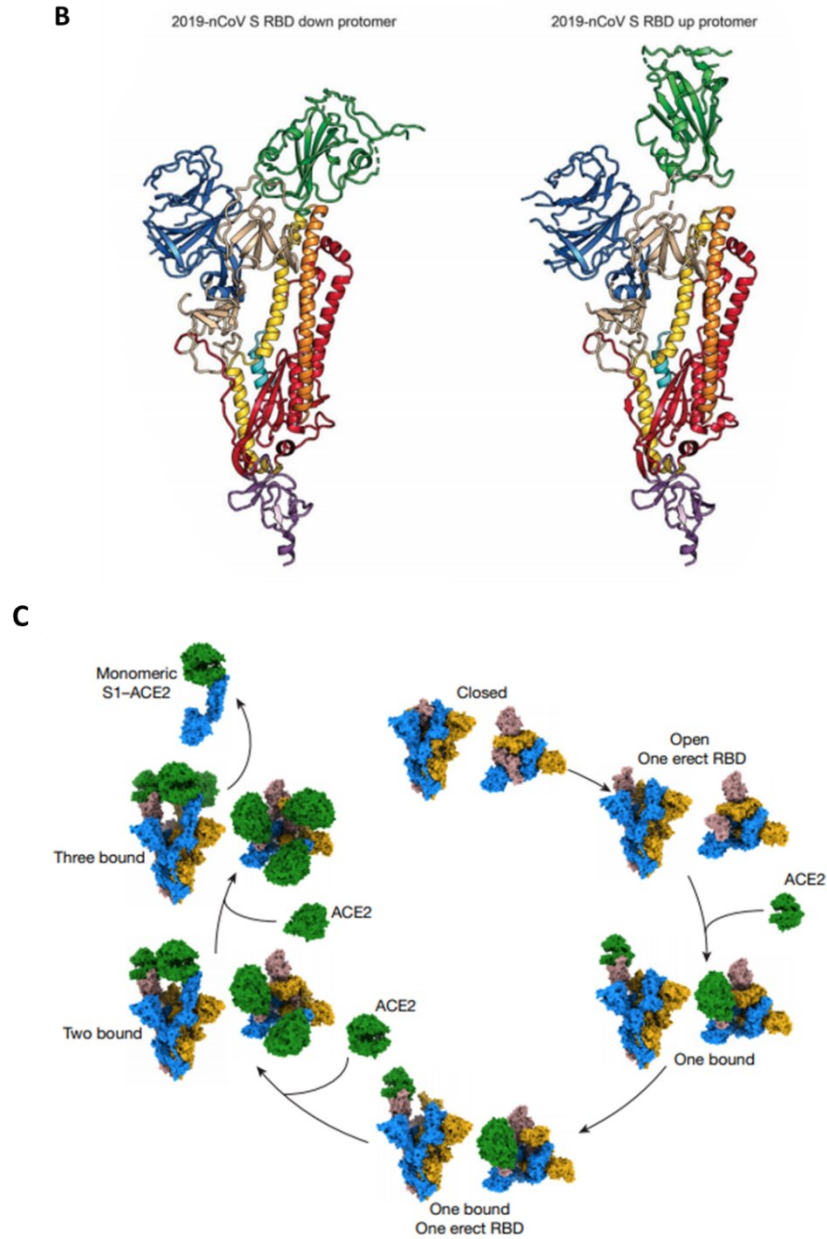 B
2019-nCoV S RBD down protomer
2019-nCoV S RBD up protomer
C
Monomeric
S1–ACE2
Closed
Open
One erect RBD
Three bound
ACE2
ACE2
Two bound
ACE2
One bound
One bound
One erect RBD